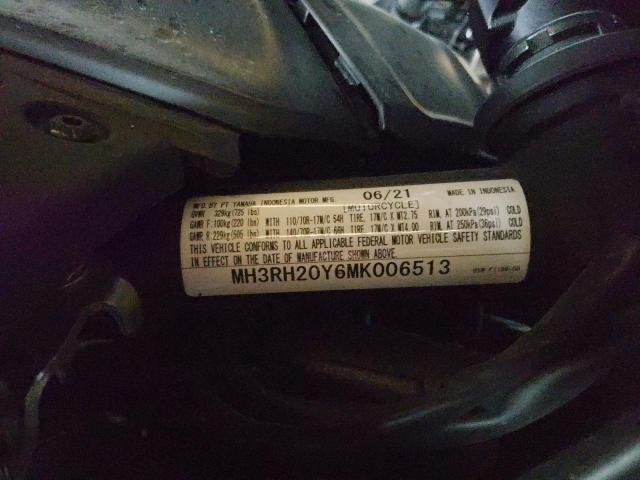 MFD. BY PT YAMAHA INDONESIA MOTOR MFG. 06/21 MADE IN INDONESIA
GVWR 329kg(725 lbs) [MOTORCYCLE]
GAWR F:100kg(220 lbs) WITH 110/70R-17M/C 54H TIRE, 17M/C X MT2.75 RIM, AT 200kPa(29psi) COLD
GAWR R:229kg(505 lbs) WITH 140/70R-17M/C 66H TIRE, 17M/C X MT4.00 RIM, AT 250kPa(36psi) COLD
THIS VEHICLE CONFORMS TO ALL APPLICABLE FEDERAL MOTOR VEHICLE SAFETY STANDARDS
IN EFFECT ON THE DATE OF MANUFACTURE SHOWN ABOVE.
MH3RH20Y6MK006513